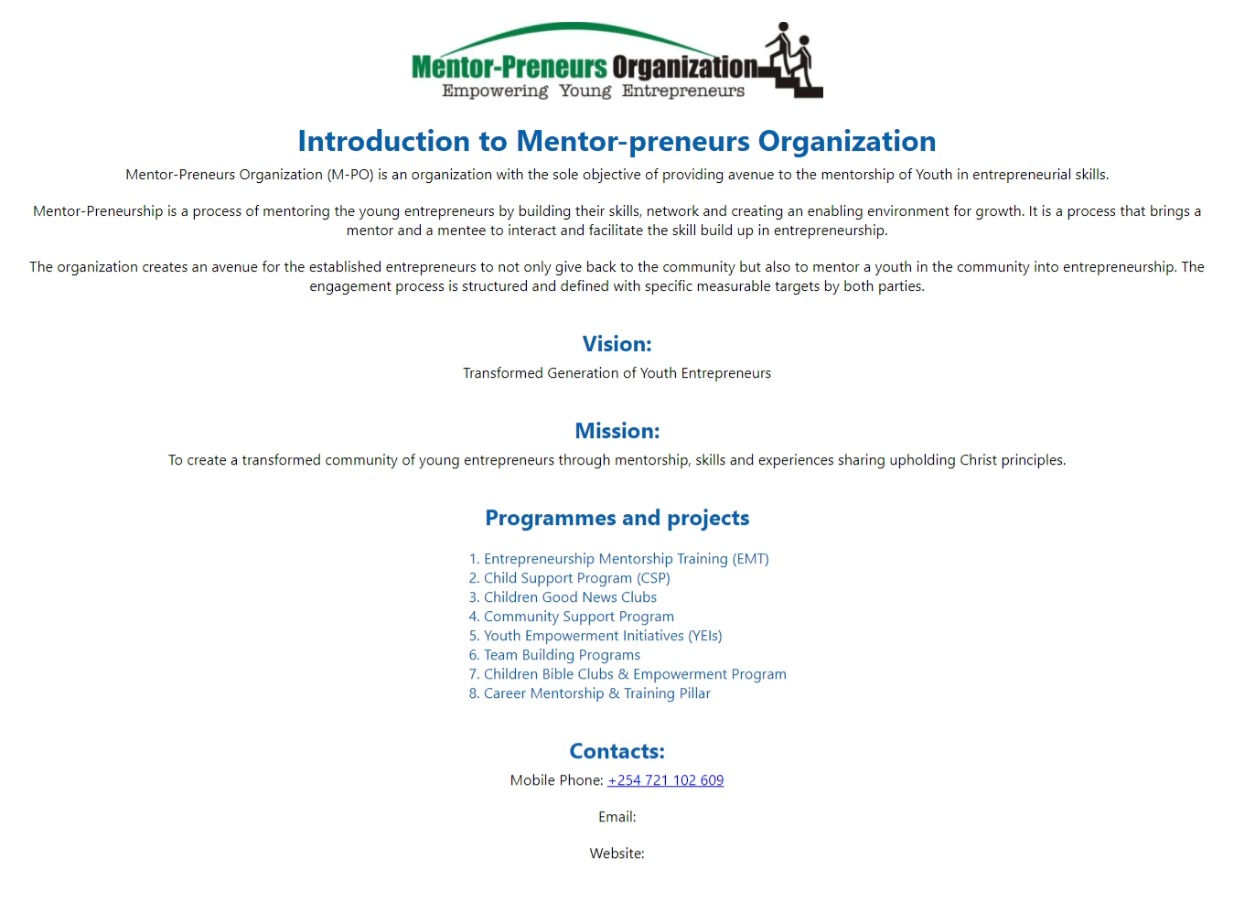 Mentor-Preneurs Organization
Empowering Young Entrepreneurs
Introduction to Mentor-preneurs Organization
Mentor-Preneurs Organization (M-PO) is an organization with the sole objective of providing avenue to the mentorship of Youth in entrepreneurial skills.
Mentor-Preneurship is a process of mentoring the young entrepreneurs by building their skills, network and creating an enabling environment for growth. It is a process that brings a
mentor and a mentee to interact and facilitate the skill build up in entrepreneurship.
The organization creates an avenue for the established entrepreneurs to not only give back to the community but also to mentor a youth in the community into entrepreneurship. The
engagement process is structured and defined with specific measurable targets by both parties.
Vision:
Transformed Generation of Youth Entrepreneurs
Mission:
To create a transformed community of young entrepreneurs through mentorship, skills and experiences sharing upholding Christ principles.
Programmes and projects
1. Entrepreneurship Mentorship Training (EMT)
2. Child Support Program (CSP)
3. Children Good News Clubs
4. Community Support Program
5. Youth Empowerment Initiatives (YEIs)
6. Team Building Programs
7. Children Bible Clubs & Empowerment Program
8. Career Mentorship & Training Pillar
Contacts:
Mobile Phone: +254 721 102 609
Email:
Website: